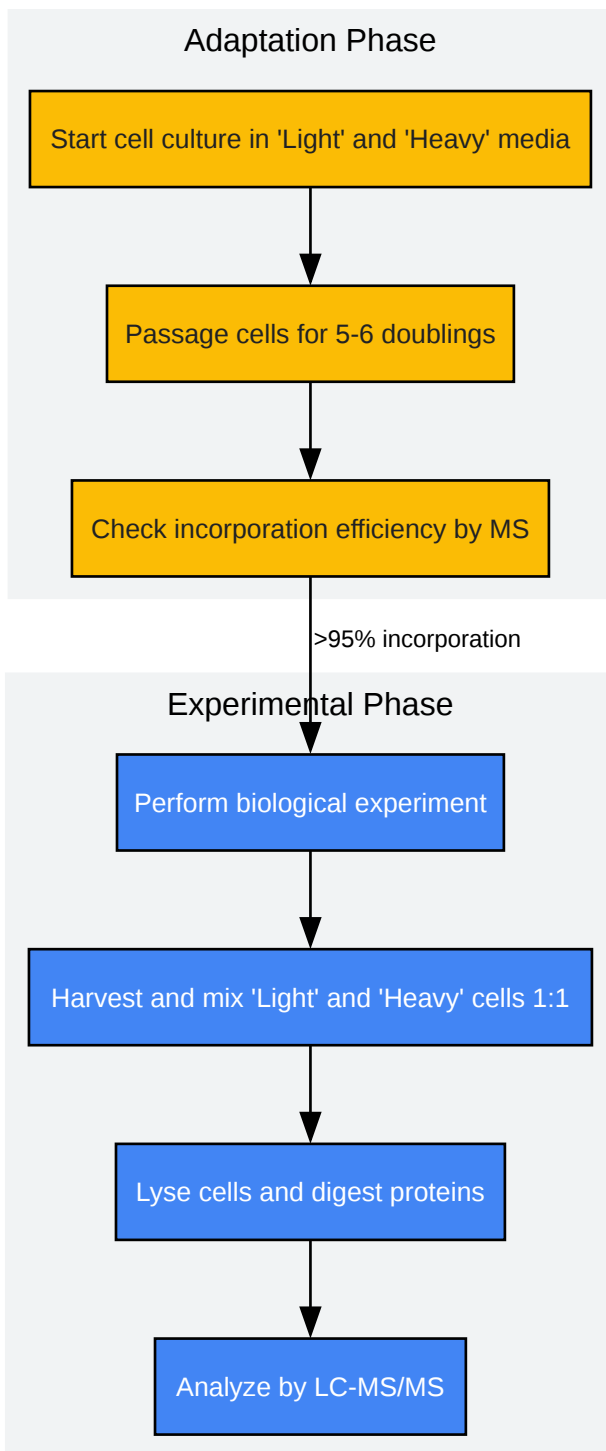 Adaptation Phase
Start cell culture in 'Light' and 'Heavy' media
Passage cells for 5-6 doublings
Check incorporation efficiency by MS
>95% incorporation
Experimental Phase
Perform biological experiment
Harvest and mix 'Light' and 'Heavy' cells 1:1
Lyse cells and digest proteins
Analyze by LC-MS/MS